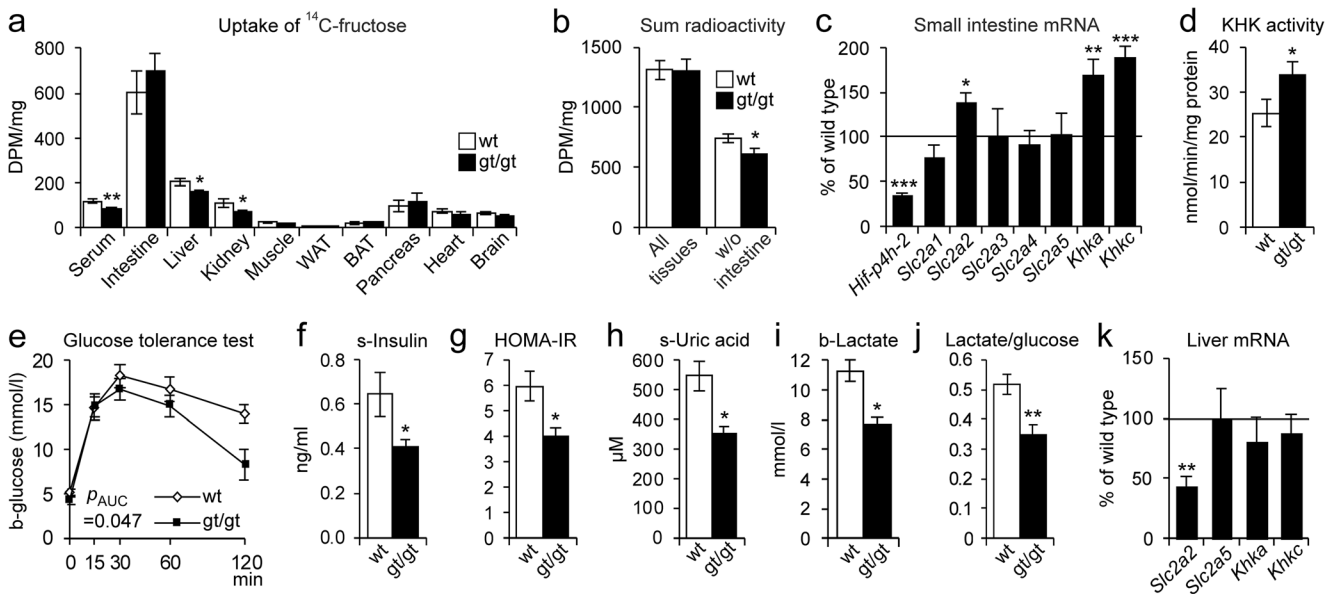 a
Uptake of 14C-fructose
DPM/mg
800
600
400
200
0
wt
gt/gt
**
*
*
Serum
Intestine
Liver
Kidney
Muscle
WAT
BAT
Pancreas
Heart
Brain
b
Sum radioactivity
DPM/mg
1500
1000
500
0
wt
gt/gt
*
All
tissues
w/o
intestine
c
Small intestine mRNA
% of wild type
200
150
100
50
0
***
*
**
***
Hif-p4h-2
Slc2a1
Slc2a2
Slc2a3
Slc2a4
Slc2a5
Khka
Khkc
d
KHK activity
nmol/min/mg protein
40
30
20
10
0
*
wt
gt/gt
e
Glucose tolerance test
b-glucose (mmol/l)
20
15
10
5
0
pAUC
=0.047
wt
gt/gt
0 15 30 60 120
min
f
s-Insulin
ng/ml
0.8
0.6
0.4
0.2
0.0
*
wt
gt/gt
g
HOMA-IR
7
6
5
4
3
2
1
0
*
wt
gt/gt
h
s-Uric acid
µM
600
500
400
300
200
100
0
*
wt
gt/gt
i
b-Lactate
mmol/l
12
10
8
6
4
2
0
*
wt
gt/gt
j
Lactate/glucose
0.6
0.5
0.4
0.3
0.2
0.1
0
**
wt
gt/gt
k
Liver mRNA
% of wild type
150
100
50
0
**
Slc2a2
Slc2a5
Khka
Khkc